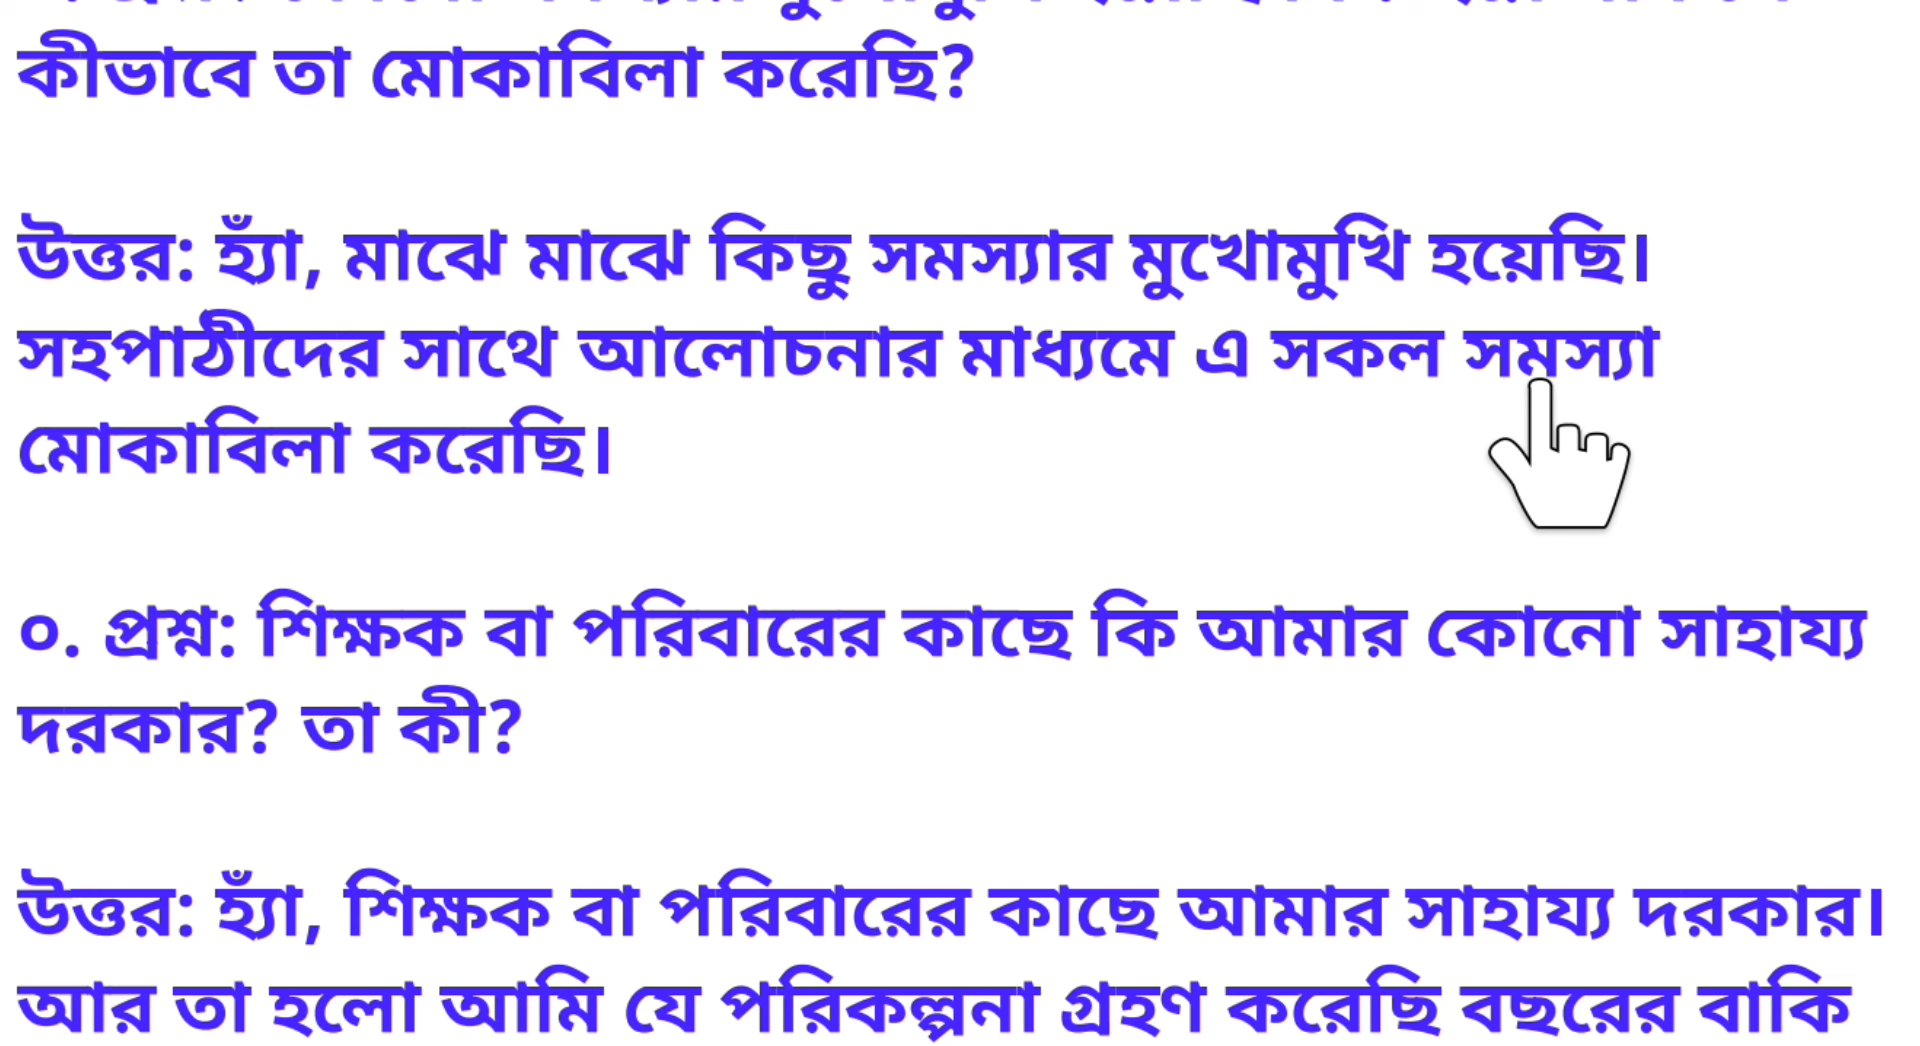 কীভাবে তা মোকাবিলা করেছি?
উত্তর: হ্যাঁ, মাঝে মাঝে কিছু সমস্যার মুখোমুখি হয়েছি।
সহপাঠীদের সাথে আলোচনার মাধ্যমে এ সকল সমস্যা
মোকাবিলা করেছি।
০. প্রশ্ন: শিক্ষক বা পরিবারের কাছে কি আমার কোনো সাহায্য
দরকার? তা কী?
উত্তর: হ্যাঁ, শিক্ষক বা পরিবারের কাছে আমার সাহায্য দরকার।
আর তা হলো আমি যে পরিকল্পনা গ্রহণ করেছি বছরের বাকি